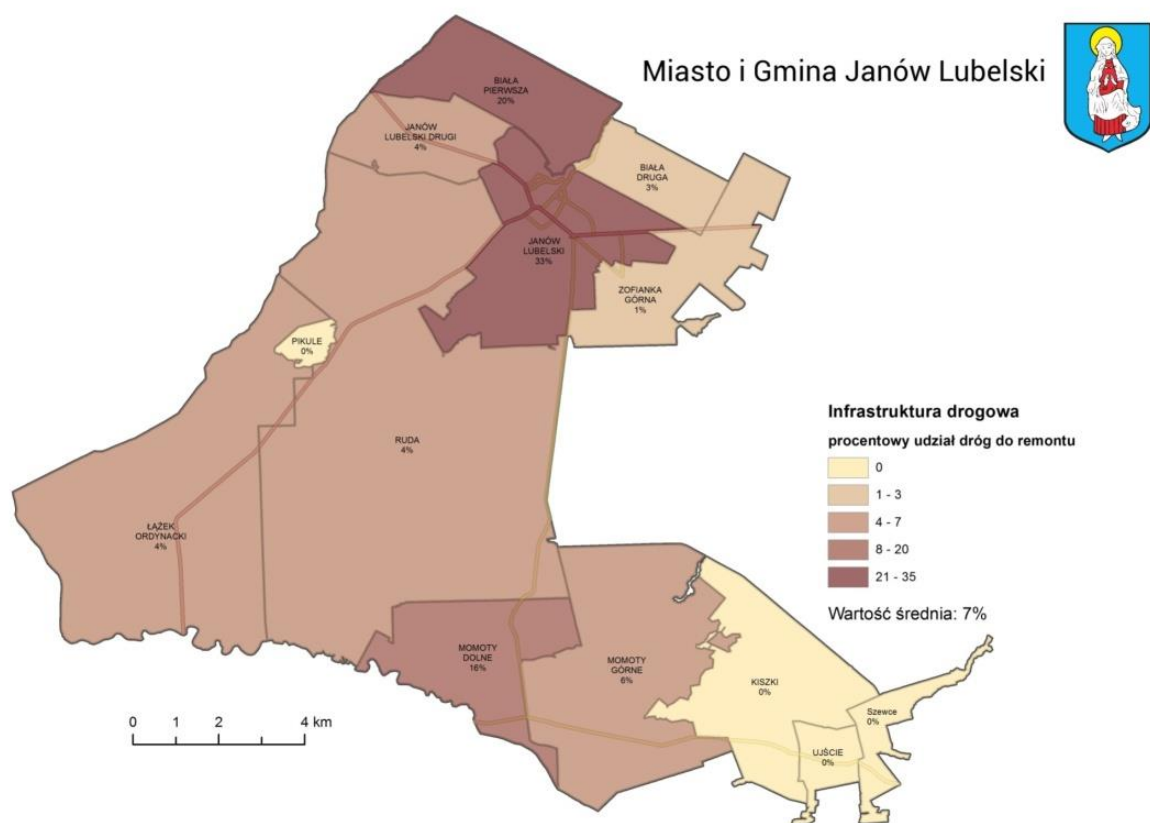 Miasto i Gmina Janów Lubelski
BIAŁA
PIERWSZA
20%
JANÓW
LUBELSKI DRUGI
4%
BIAŁA
DRUGA
3%
JANÓW
LUBELSKI
33%
ZOFIANKA
GÓRNA
1%
PIKULE
0%
RUDA
4%
ŁĄŻEK
ORDYNACKI
4%
MOMOTY
DOLNE
16%
MOMOTY
GÓRNE
6%
KISZKI
0%
Szewce
0%
UJŚCIE
0%
Infrastruktura drogowa
procentowy udział dróg do remontu
0
1 - 3
4 - 7
8 - 20
21 - 35
Wartość średnia: 7%
0 1 2 4 km